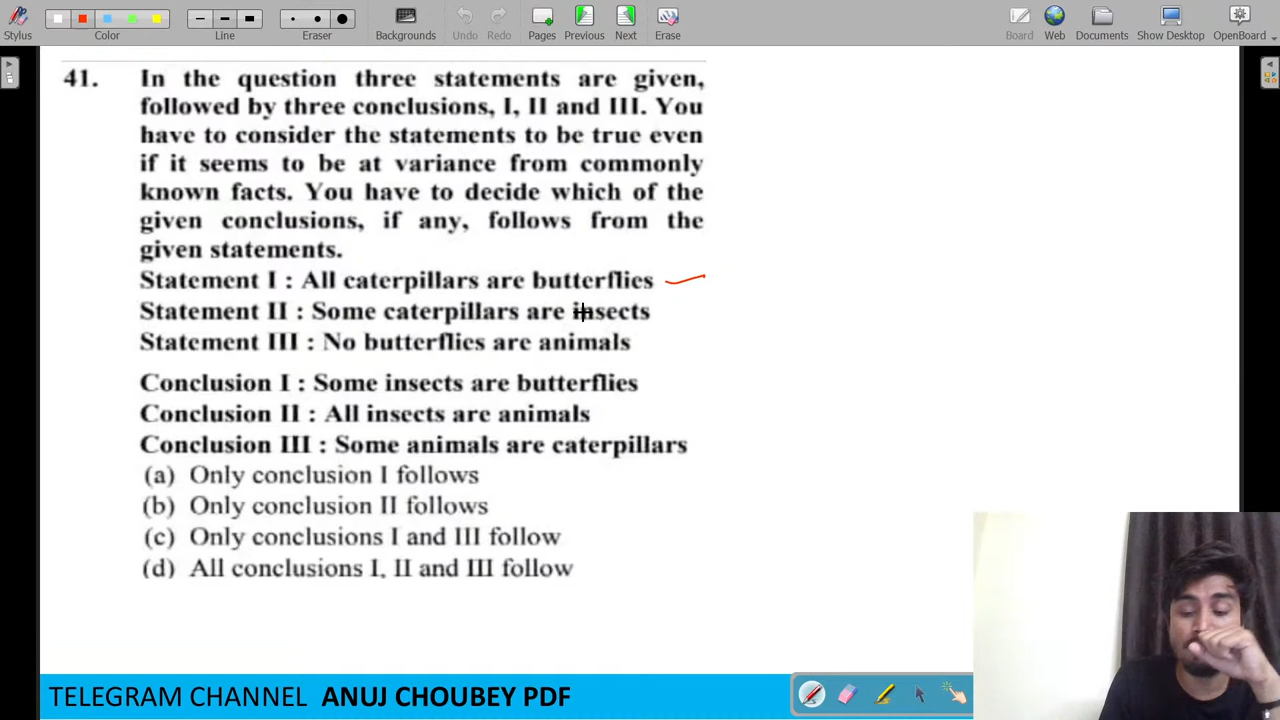 Stylus Color Line Eraser Backgrounds Undo Redo Pages Previous Next Erase Board Web Documents Show Desktop OpenBoard
41. In the question three statements are given,
followed by three conclusions, I, II and III. You
have to consider the statements to be true even
if it seems to be at variance from commonly
known facts. You have to decide which of the
given conclusions, if any, follows from the
given statements.
Statement I : All caterpillars are butterflies
Statement II : Some caterpillars are insects
Statement III : No butterflies are animals
Conclusion I : Some insects are butterflies
Conclusion II : All insects are animals
Conclusion III : Some animals are caterpillars
(a) Only conclusion I follows
(b) Only conclusion II follows
(c) Only conclusions I and III follow
(d) All conclusions I, II and III follow
TELEGRAM CHANNEL ANUJ CHOUBEY PDF